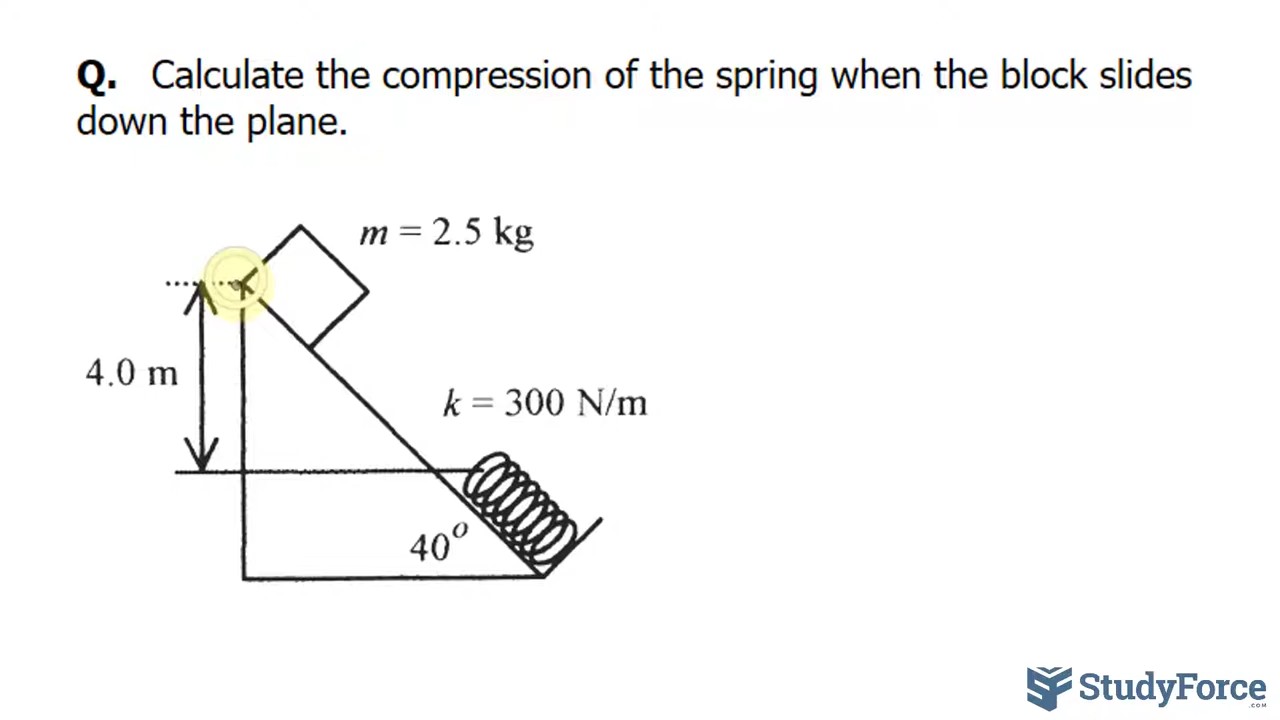 Q. Calculate the compression of the spring when the block slides
down the plane.
m = 2.5 kg
4.0 m
k = 300 N/m
40°
StudyForce
.COM